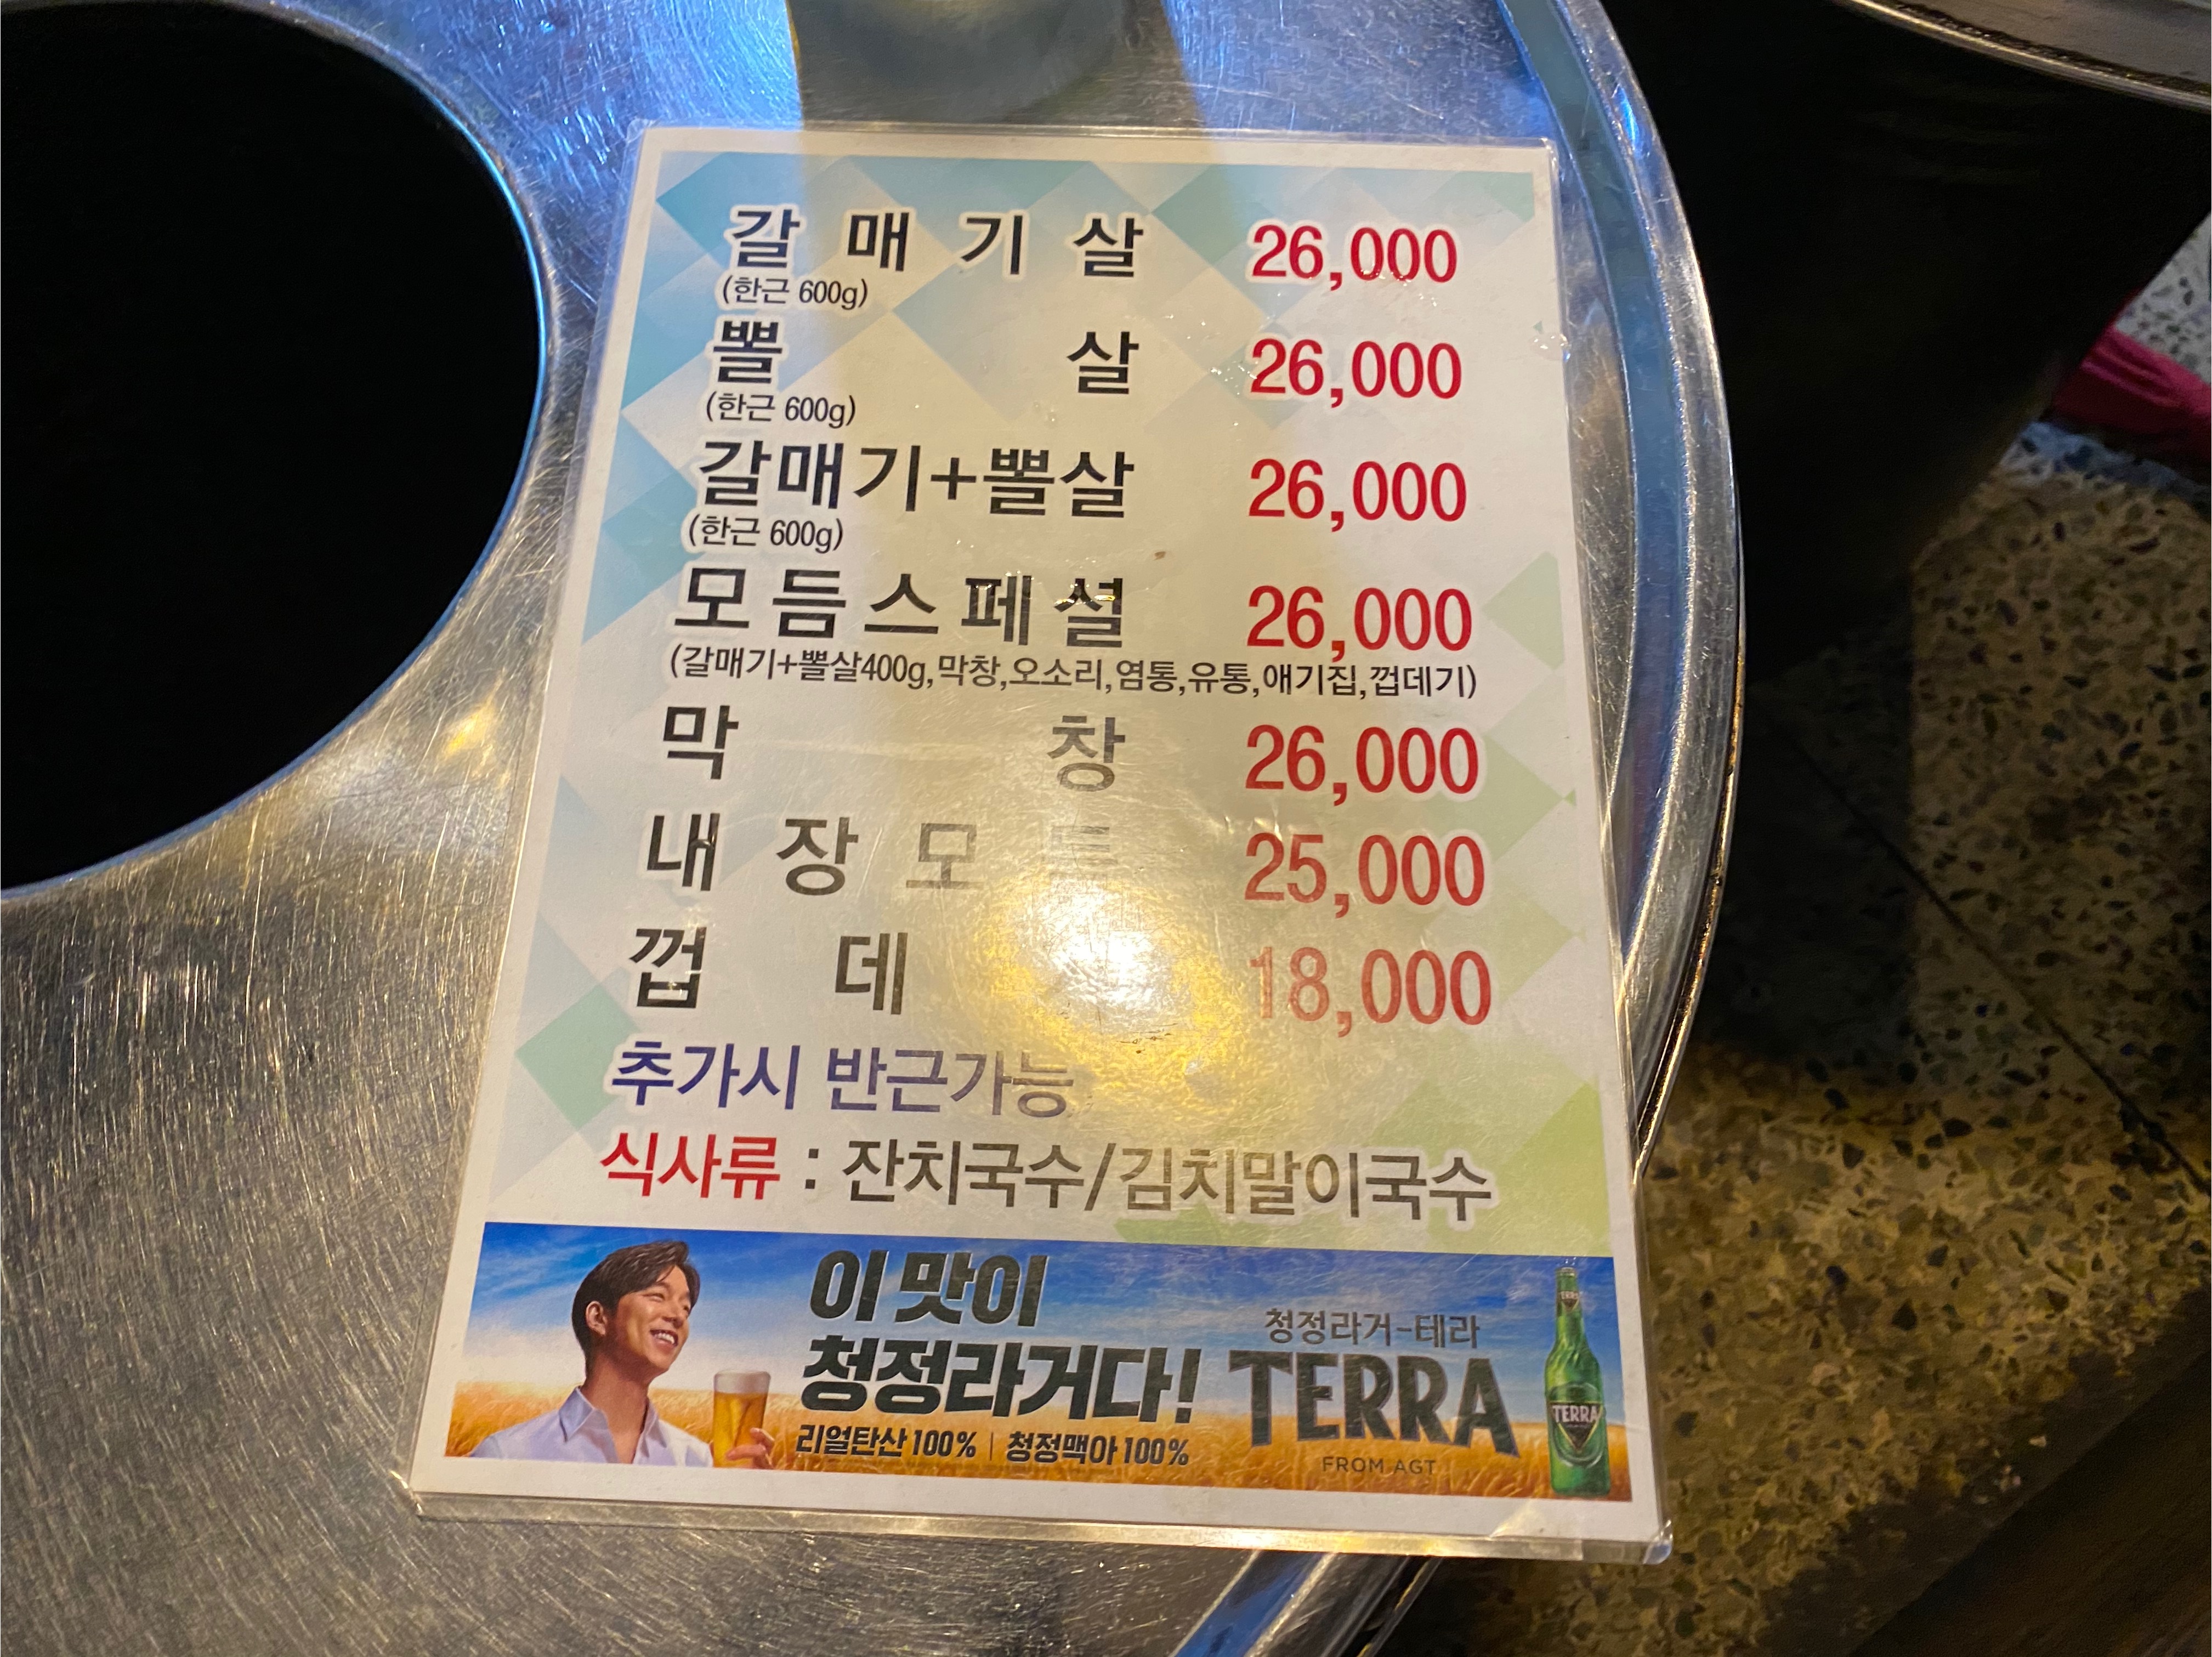 갈매기살 26,000
(한근 600g)
뽈살 26,000
(한근 600g)
갈매기+뽈살 26,000
(한근 600g)
모듬스페셜 26,000
(갈매기+뽈살400g,막창,오소리,염통,유통,애기집,껍데기)
막창 26,000
내장모듬 25,000
껍데 18,000
추가시 반근가능
식사류 : 잔치국수/김치말이국수
이 맛이
청정라거다!
리얼탄산 100% | 청정맥아 100%
청정라거-테라
TERRA
FROM AGT
TERRA